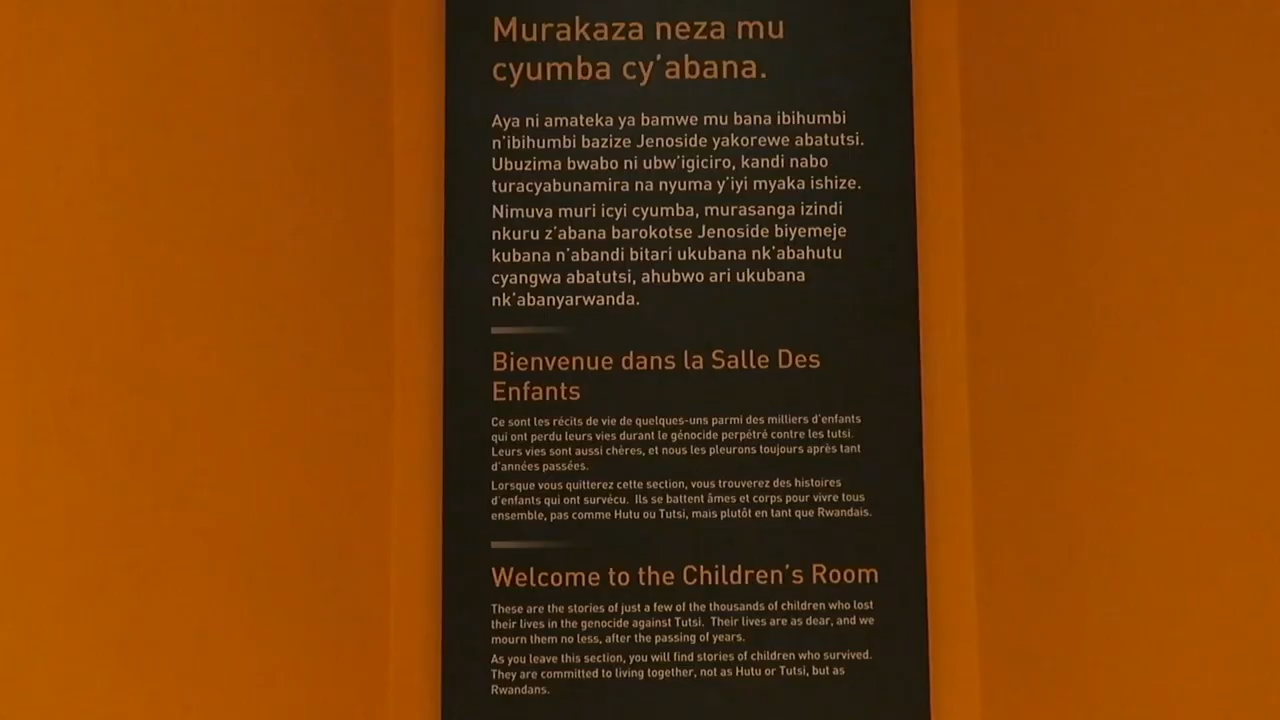 Murakaza neza mu
cyumba cy'abana.
Aya ni amateka ya bamwe mu bana ibihumbi
n'ibihumbi bazize Jenoside yakorewe abatutsi.
Ubuzima bwabo ni ubw'igiciro, kandi nabo
turacyabunamira na nyuma y'iyi myaka ishize.
Nimuva muri icyi cyumba, murasanga izindi
nkuru z'abana barokotse Jenoside biyemeje
kubana n'abandi bitari ukubana nk'abahutu
cyangwa abatutsi, ahubwo ari ukubana
nk'abanyarwanda.
Bienvenue dans la Salle Des
Enfants
Ce sont les récits de vie de quelques-uns parmi des milliers d'enfants
qui ont perdu leurs vies durant le génocide perpétré contre les tutsi.
Leurs vies sont aussi chères, et nous les pleurons toujours après tant
d'années passées.
Lorsque vous quitterez cette section, vous trouverez des histoires
d'enfants qui ont survécu. Ils se battent âmes et corps pour vivre tous
ensemble, pas comme Hutu ou Tutsi, mais plutôt en tant que Rwandais.
Welcome to the Children's Room
These are the stories of just a few of the thousands of children who lost
their lives in the genocide against Tutsi. Their lives are as dear, and we
mourn them no less, after the passing of years.
As you leave this section, you will find stories of children who survived.
They are committed to living together, not as Hutu or Tutsi, but as
Rwandans.